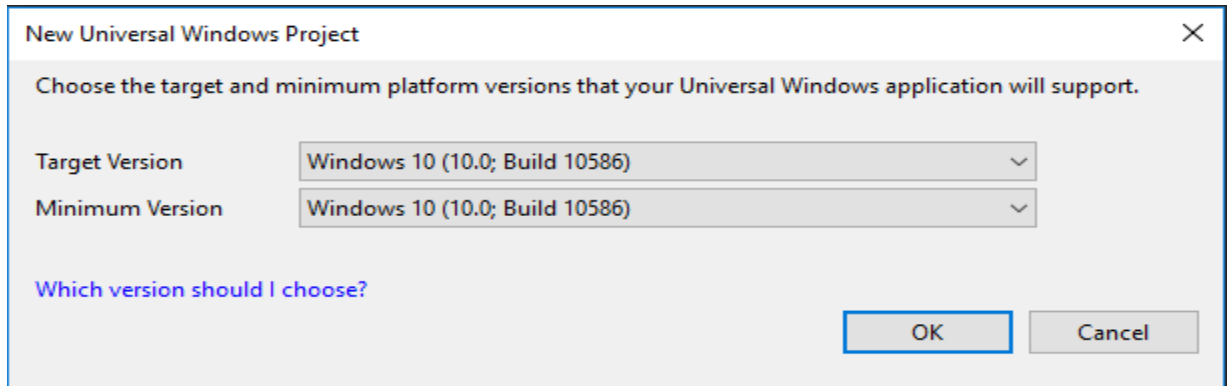 New Universal Windows Project
Choose the target and minimum platform versions that your Universal Windows application will support.
Target Version Windows 10 (10.0; Build 10586)
Minimum Version Windows 10 (10.0; Build 10586)
Which version should I choose?
OK Cancel